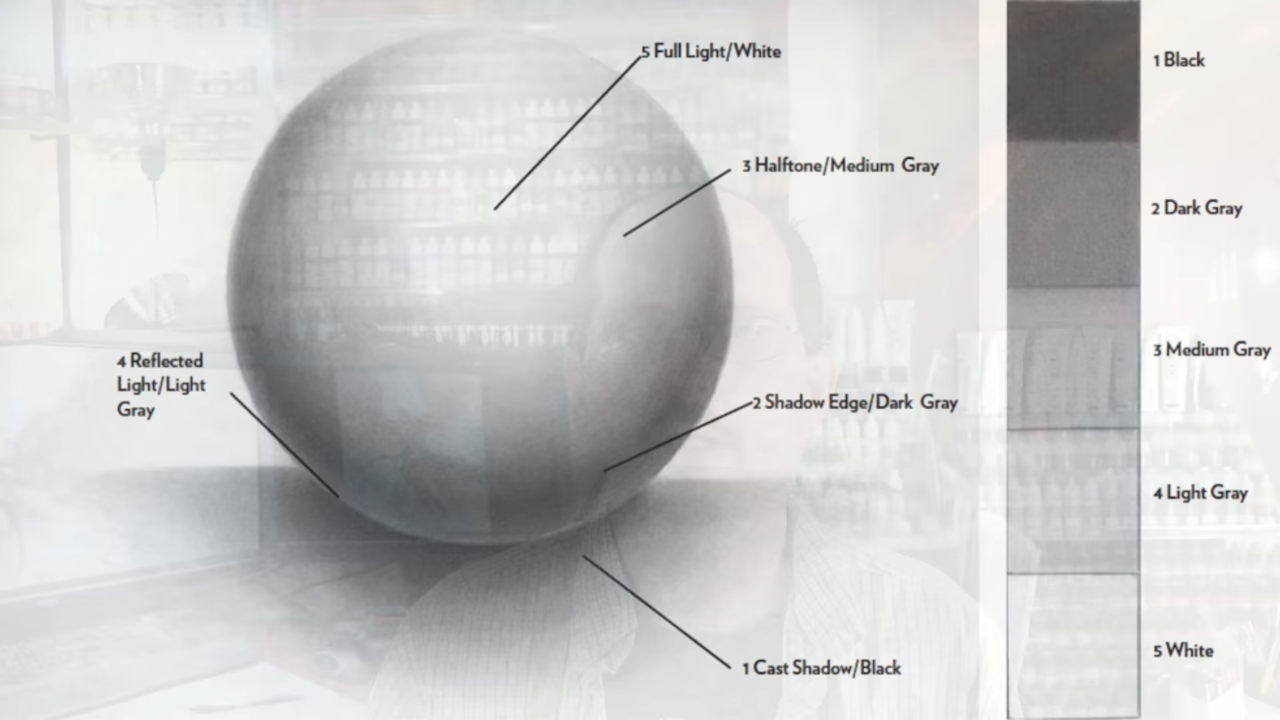 5 Full Light/White
3 Halftone/Medium Gray
4 Reflected
Light/Light
Gray
2 Shadow Edge/Dark Gray
1 Cast Shadow/Black
1 Black
2 Dark Gray
3 Medium Gray
4 Light Gray
5 White